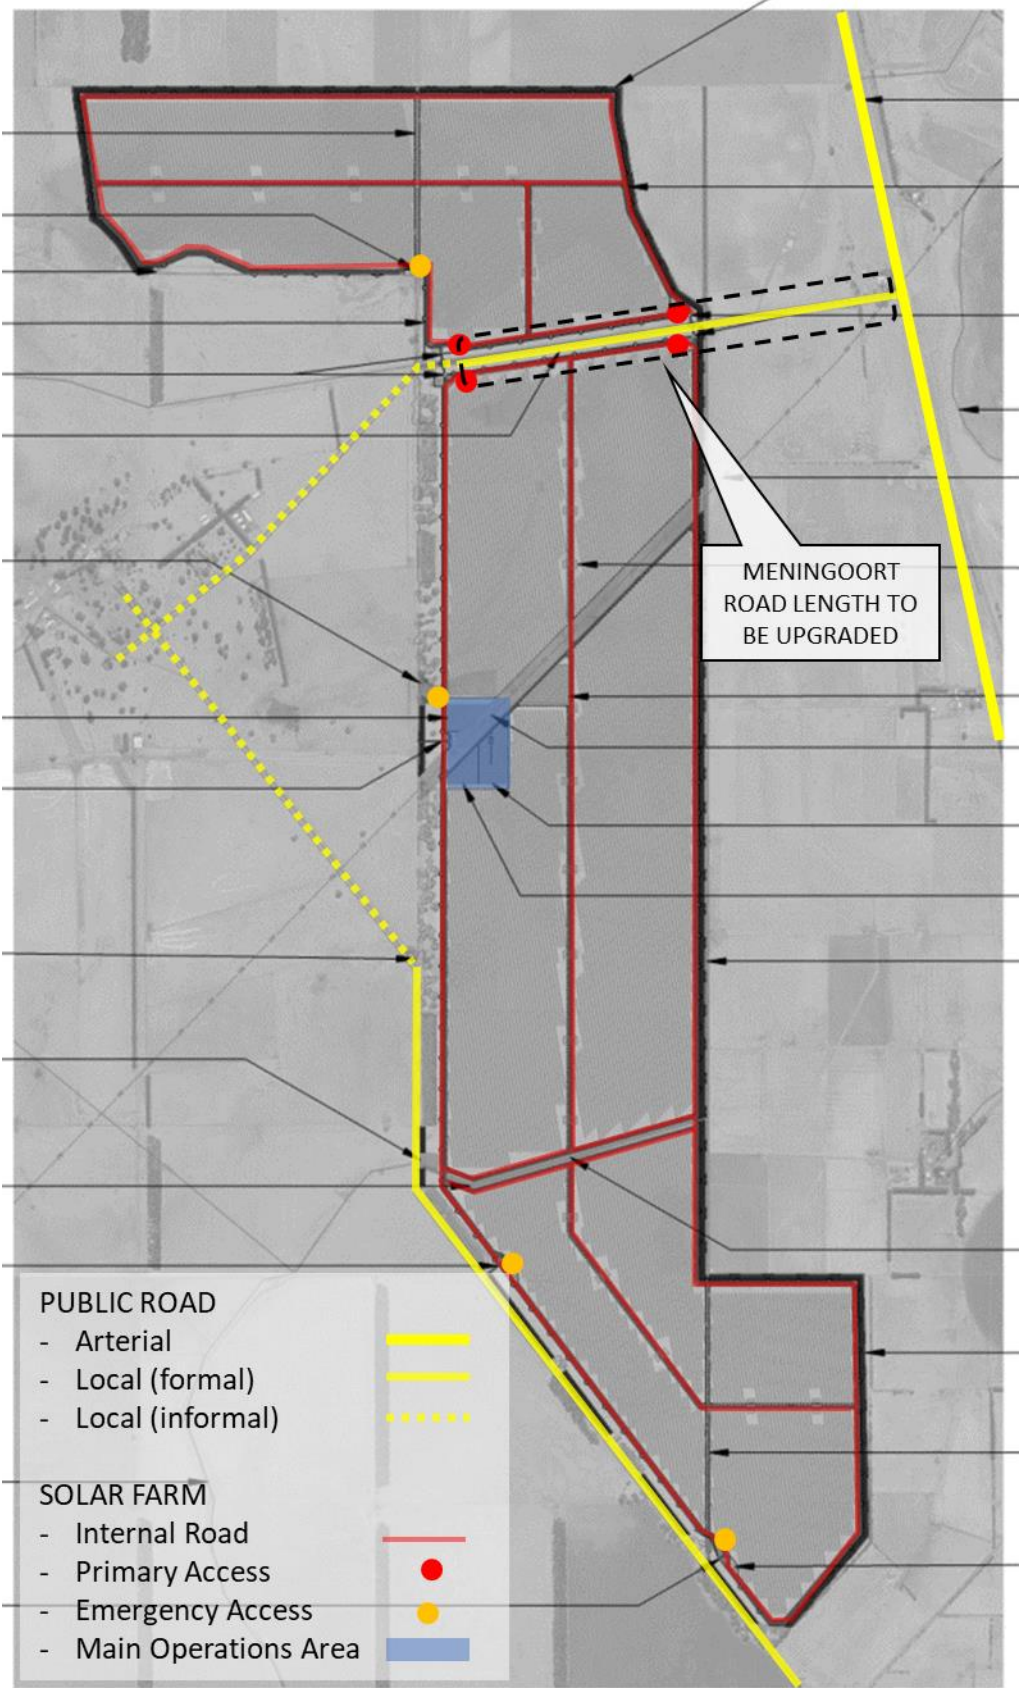 MENINGOORT
ROAD LENGTH TO
BE UPGRADED
PUBLIC ROAD
- Arterial
- Local (formal)
- Local (informal)
SOLAR FARM
- Internal Road
- Primary Access
- Emergency Access
- Main Operations Area